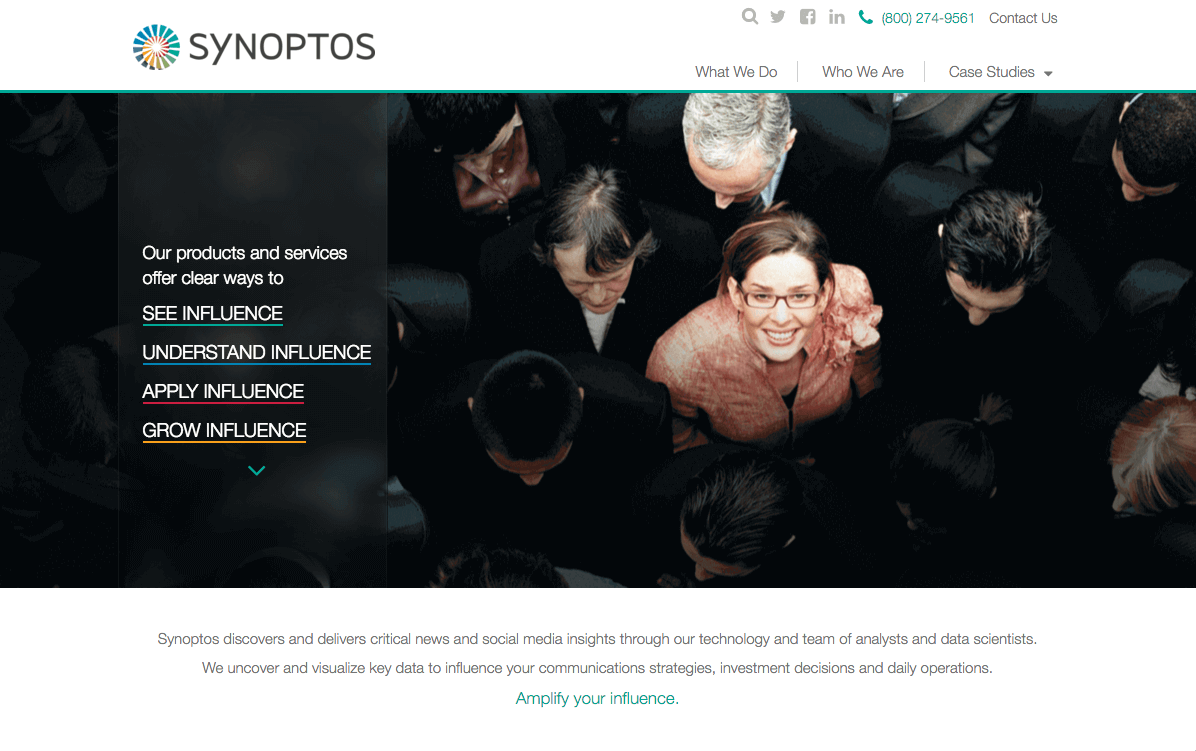 (800) 274-9561 Contact Us
SYNOPTOS
What We Do Who We Are Case Studies
Our products and services
offer clear ways to
SEE INFLUENCE
UNDERSTAND INFLUENCE
APPLY INFLUENCE
GROW INFLUENCE
Synoptos discovers and delivers critical news and social media insights through our technology and team of analysts and data scientists.
We uncover and visualize key data to influence your communications strategies, investment decisions and daily operations.
Amplify your influence.